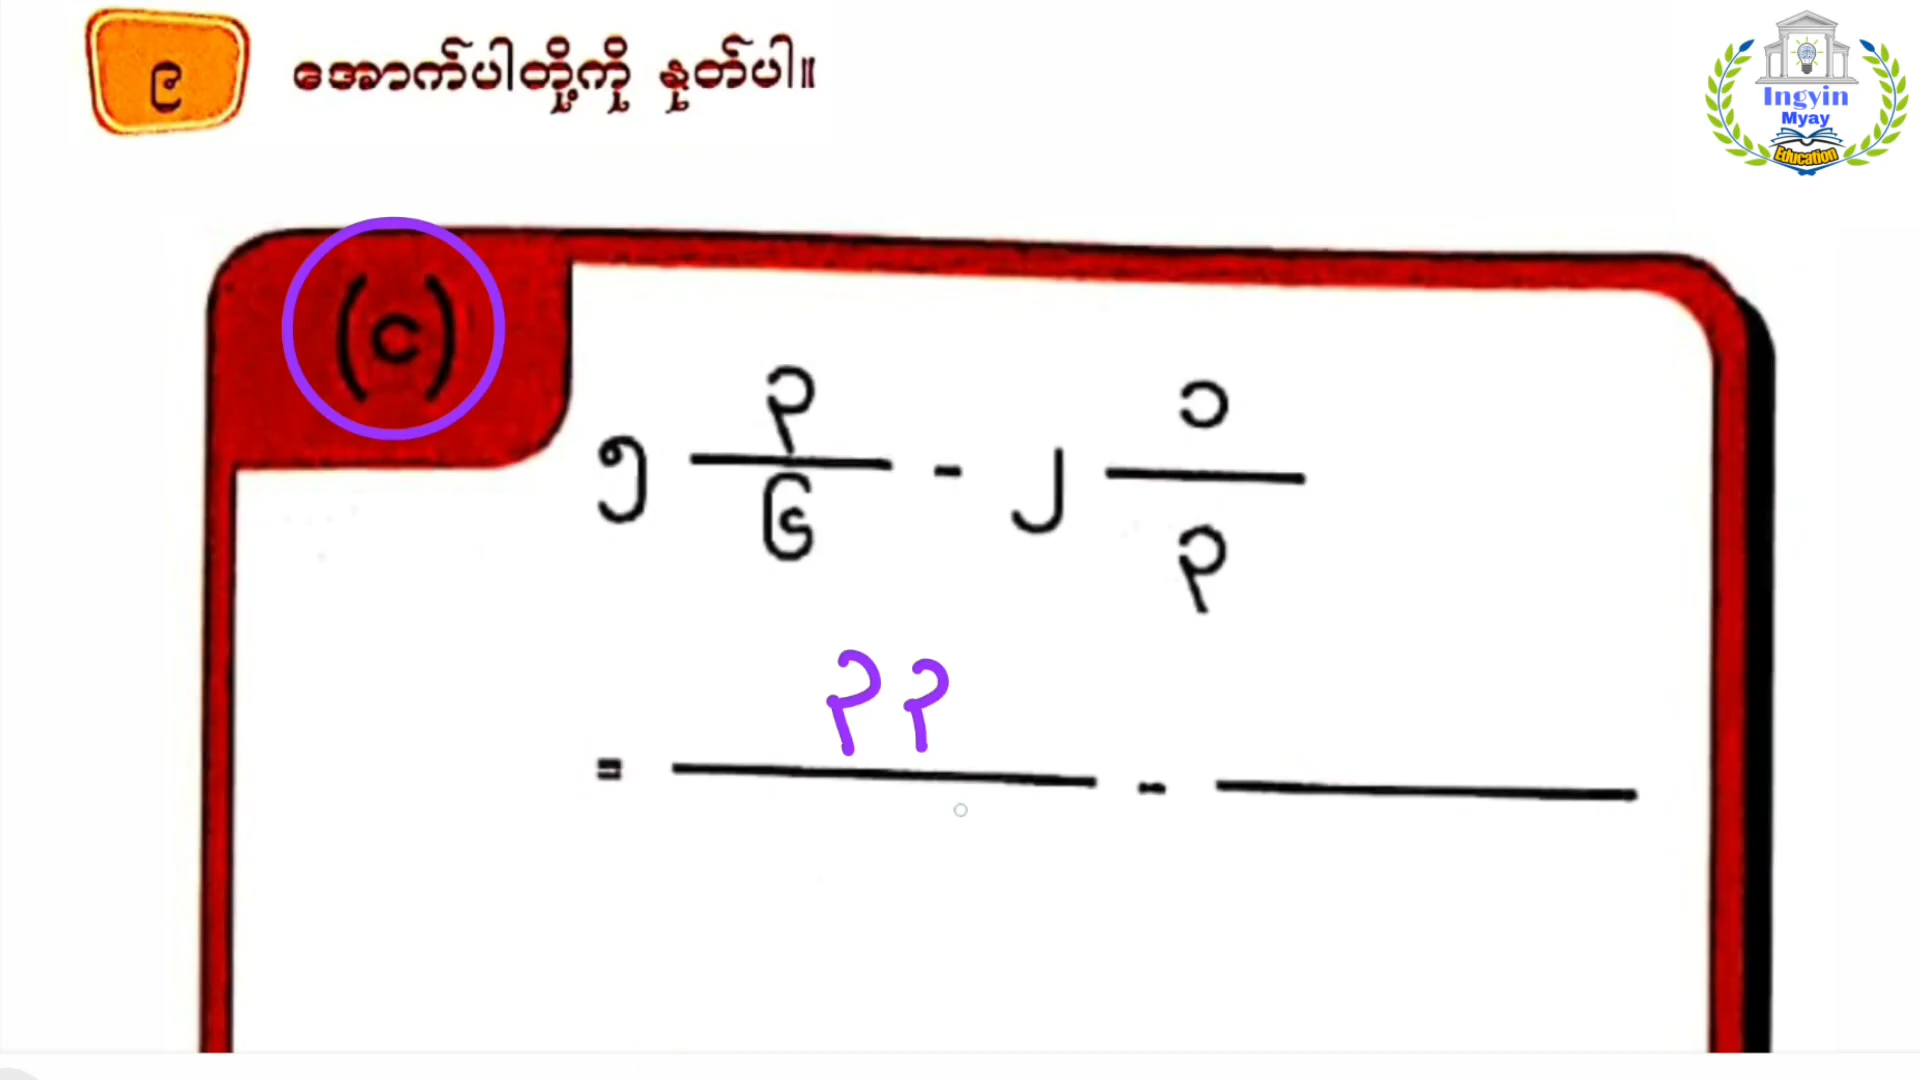 ၉ အောက်ပါတို့ကို နုတ်ပါ။
Ingyin
Myay
Education
(င)
၅ ၃/၆ - ၂ ၁/၃
၃၃
= -